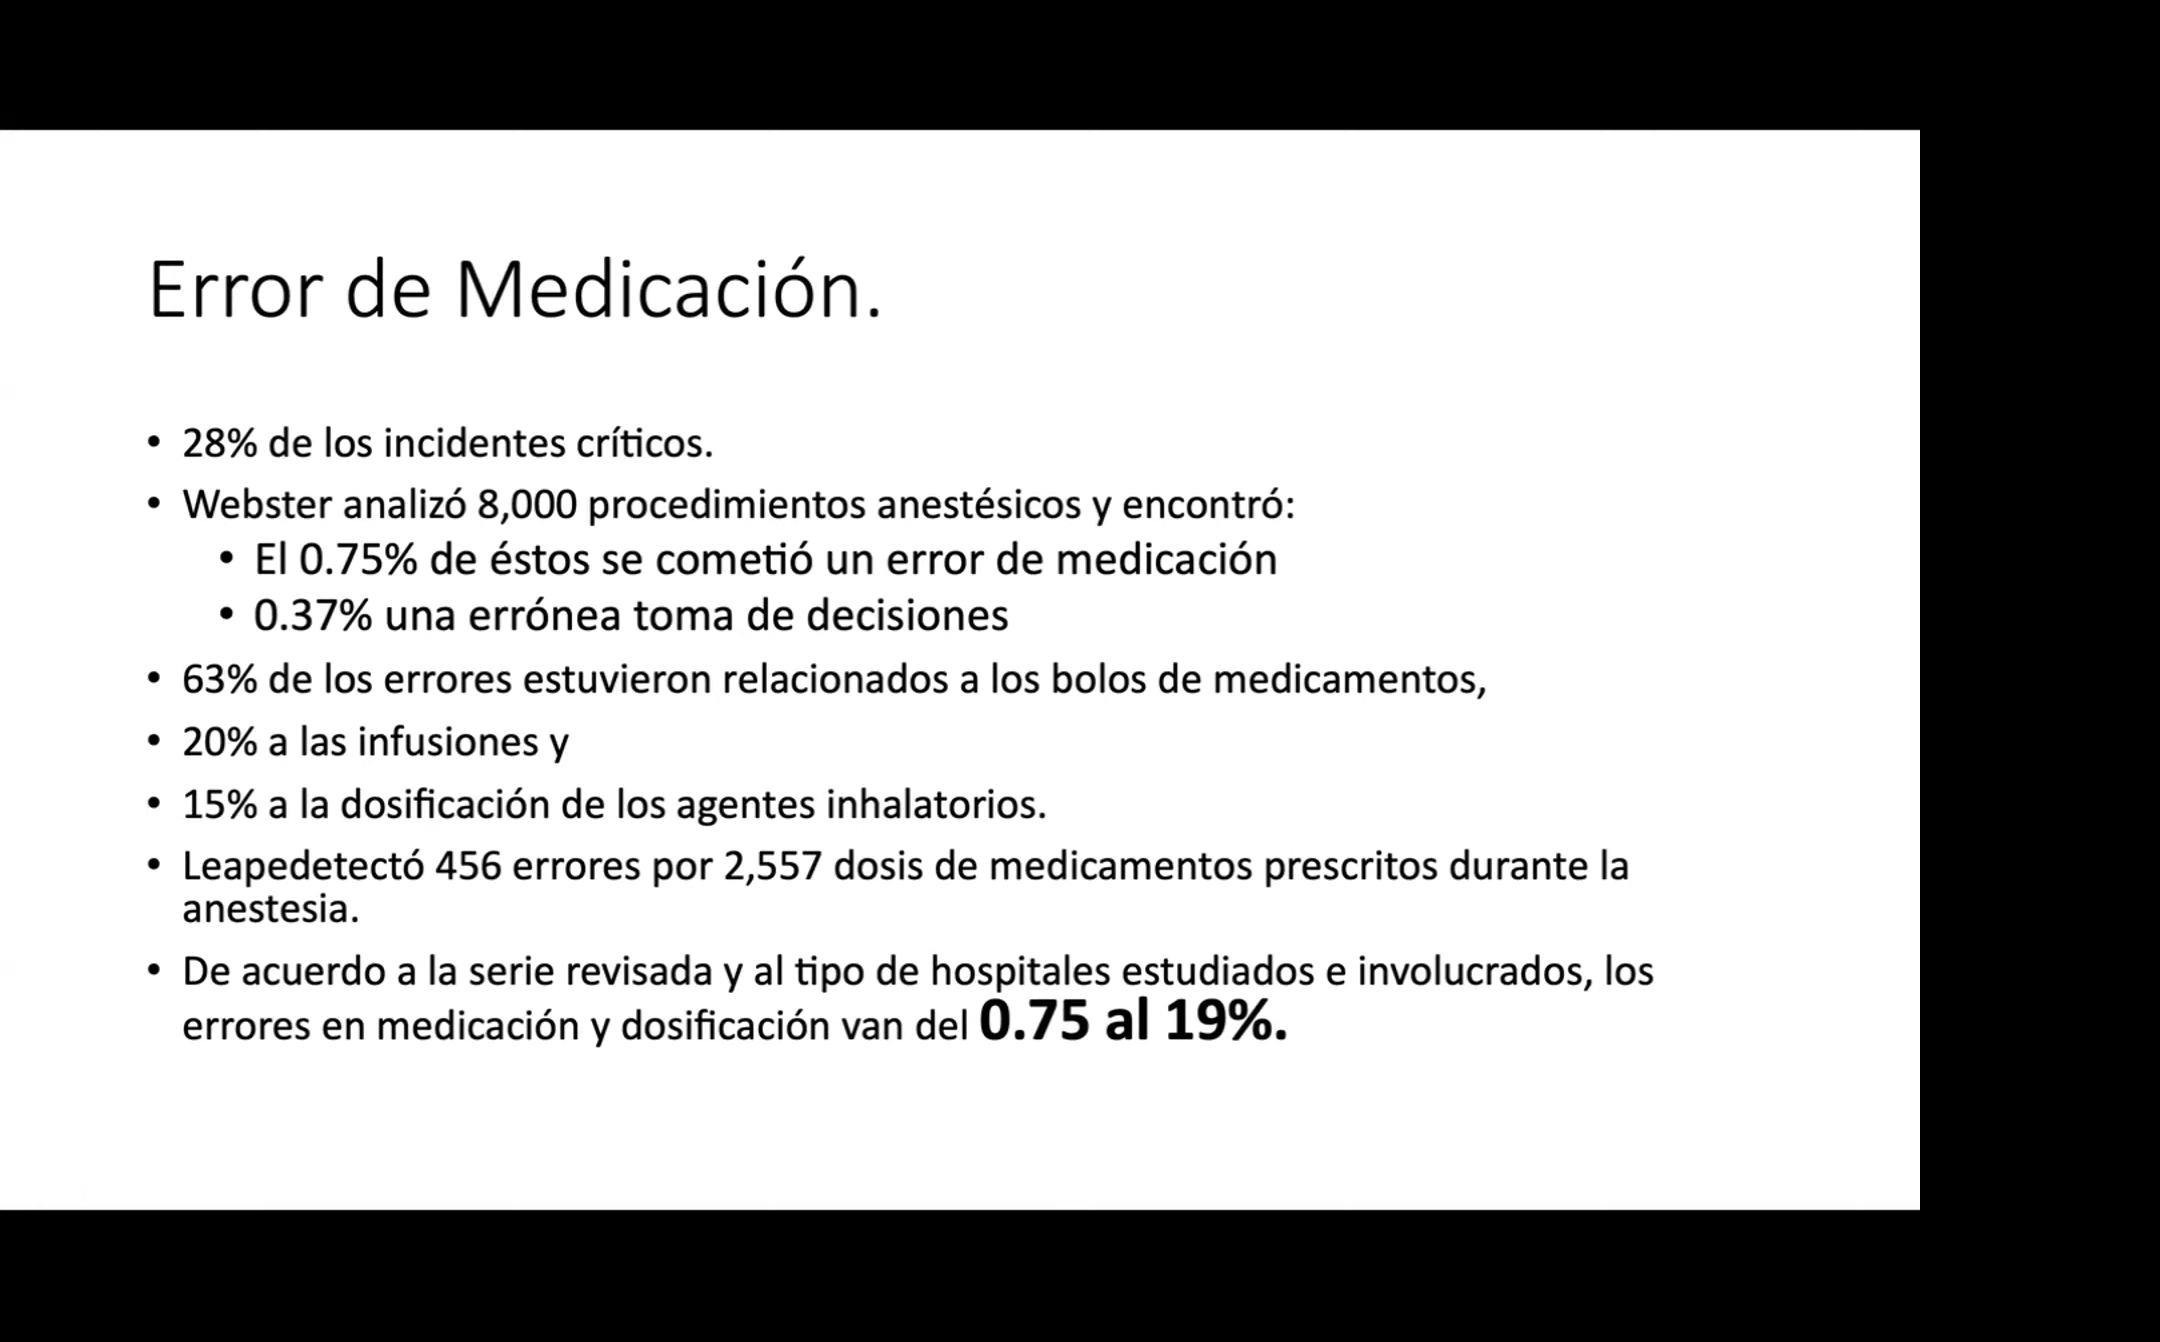 Error de Medicación.
• 28% de los incidentes críticos.
• Webster analizó 8,000 procedimientos anestésicos y encontró:
• El 0.75% de éstos se cometió un error de medicación
• 0.37% una errónea toma de decisiones
• 63% de los errores estuvieron relacionados a los bolos de medicamentos,
• 20% a las infusiones y
• 15% a la dosificación de los agentes inhalatorios.
• Leapedetectó 456 errores por 2,557 dosis de medicamentos prescritos durante la
anestesia.
• De acuerdo a la serie revisada y al tipo de hospitales estudiados e involucrados, los
errores en medicación y dosificación van del 0.75 al 19%.